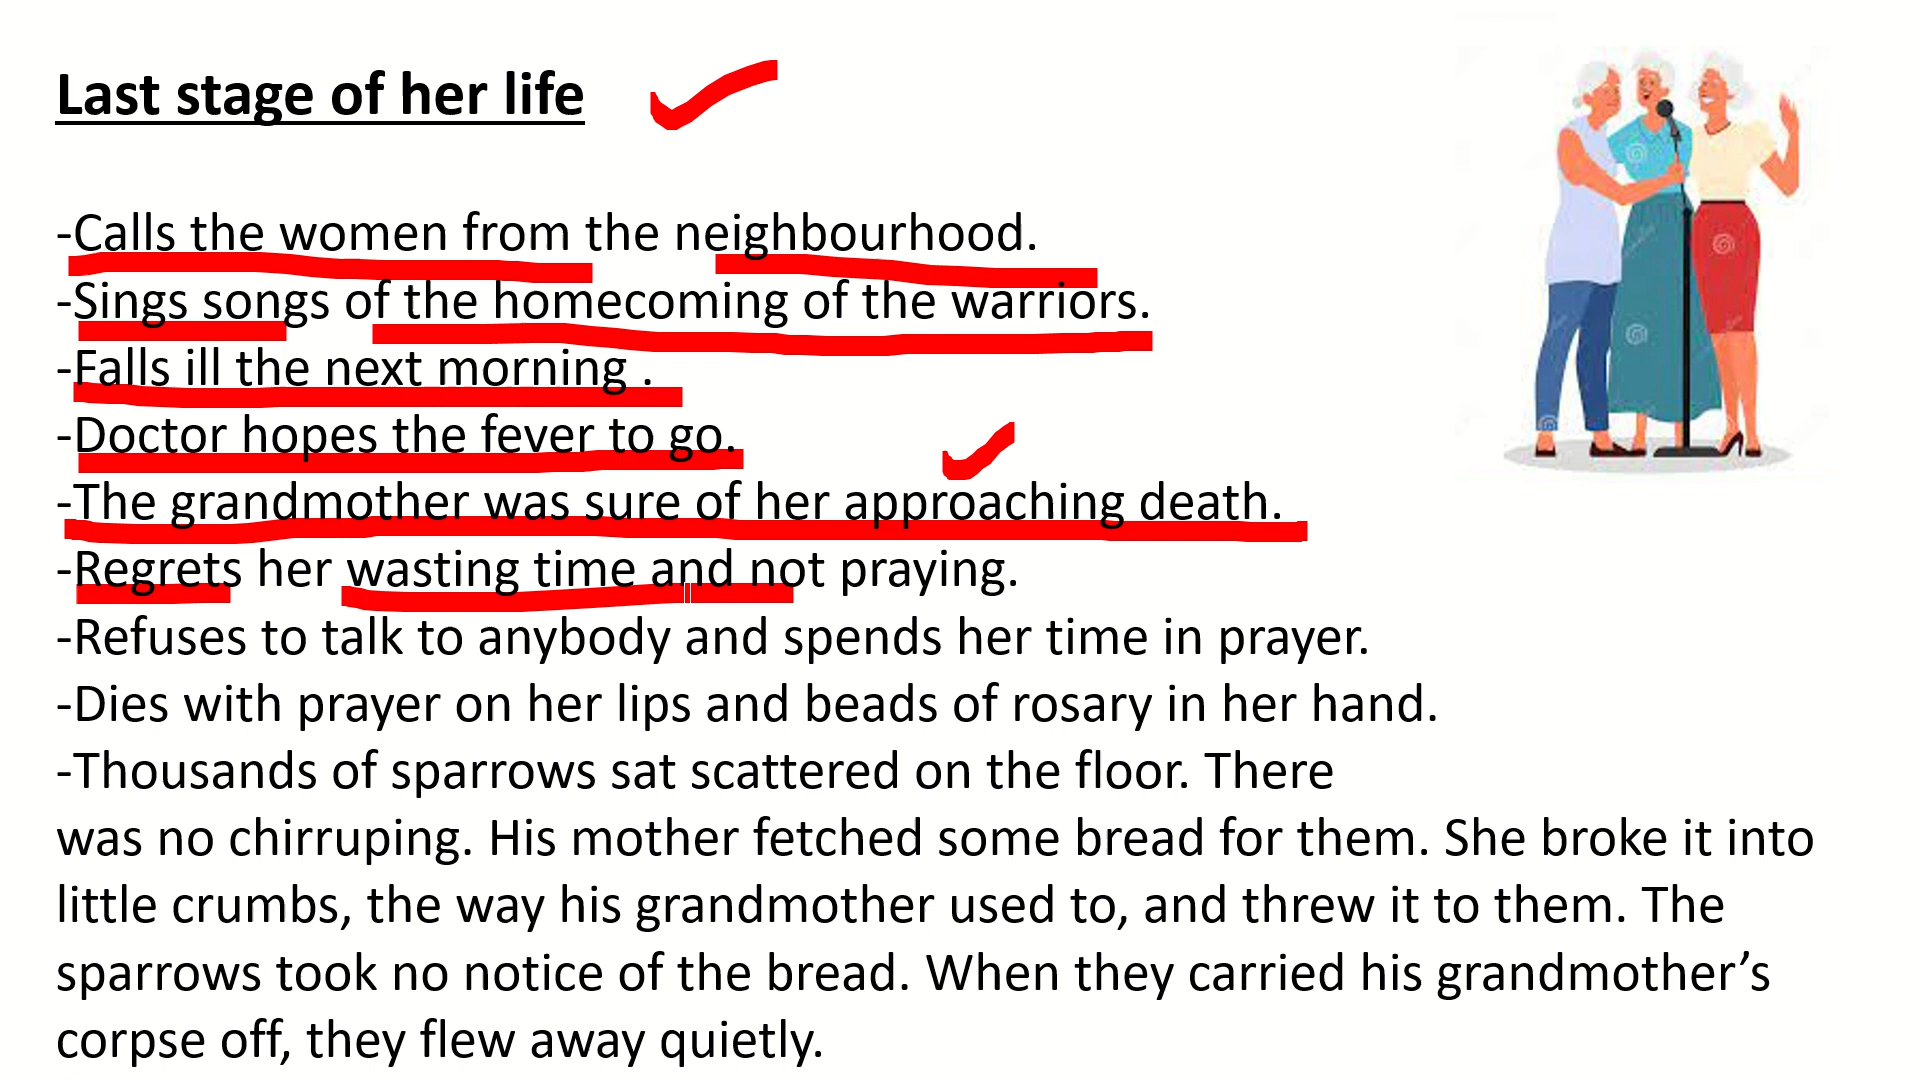 Last stage of her life
-Calls the women from the neighbourhood.
-Sings songs of the homecoming of the warriors.
-Falls ill the next morning .
-Doctor hopes the fever to go.
-The grandmother was sure of her approaching death.
-Regrets her wasting time and not praying.
-Refuses to talk to anybody and spends her time in prayer.
-Dies with prayer on her lips and beads of rosary in her hand.
-Thousands of sparrows sat scattered on the floor. There
was no chirruping. His mother fetched some bread for them. She broke it into
little crumbs, the way his grandmother used to, and threw it to them. The
sparrows took no notice of the bread. When they carried his grandmother’s
corpse off, they flew away quietly.